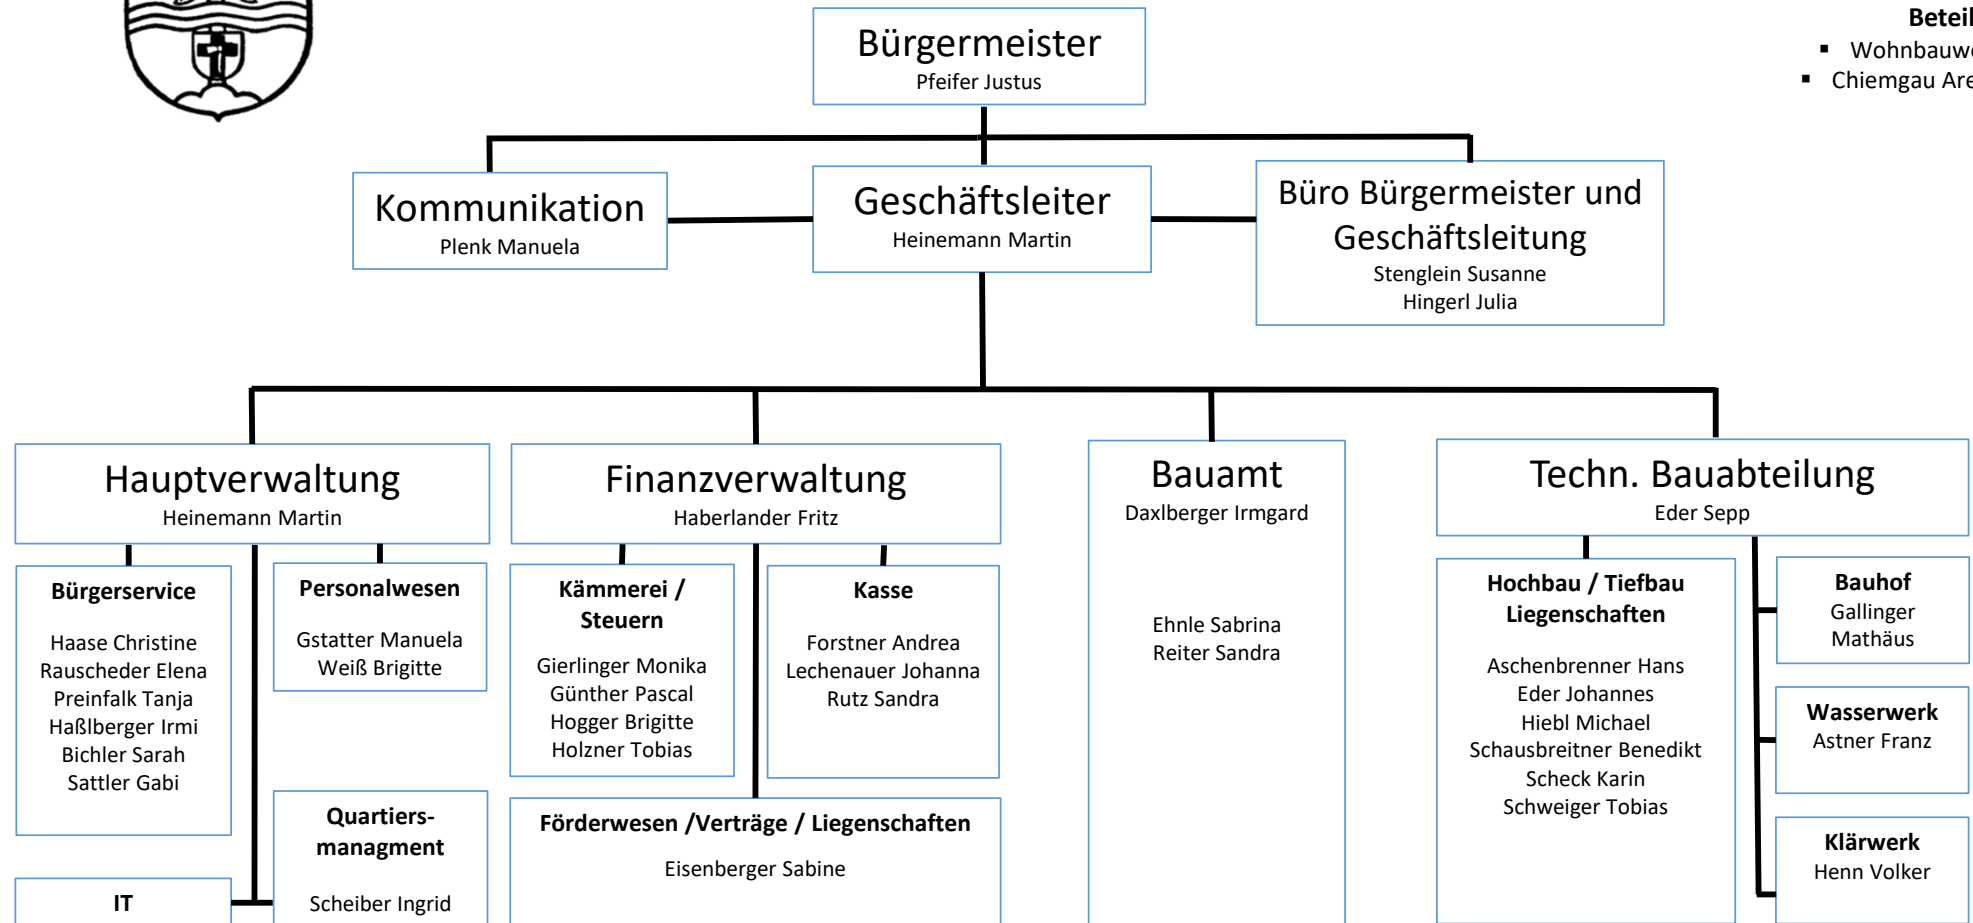 Bürgermeister
Pfeifer Justus
▪ 
▪ Chiemgau
Kommunikation
Plenk Manuela
Geschäftsleiter
Heinemann Martin
Büro Bürgermeister und
Geschäftsleitung
Stenglein Susanne
Hingerl Julia
Hauptverwaltung
Heinemann Martin
Bürgerservice
Haase Christine
Rauscheder Elena
Preinfalk Tanja
Haßlberger Irmi
Bichler Sarah
Sattler Gabi
IT
Personalwesen
Gstatter Manuela
Weiß Brigitte
Quartiers-
managment
Scheiber Ingrid
Finanzverwaltung
Haberlander Fritz
Kämmerei /
Steuern
Gierlinger Monika
Günther Pascal
Hogger Brigitte
Holzner Tobias
Kasse
Forstner Andrea
Lechenauer Johanna
Rutz Sandra
Förderwesen /Verträge / Liegenschaften
Eisenberger Sabine
Bauamt
Daxlberger Irmgard
Ehnle Sabrina
Reiter Sandra
Techn. Bauabteilung
Eder Sepp
Hochbau / Tiefbau
Liegenschaften
Aschenbrenner Hans
Eder Johannes
Hiebl Michael
Schausbreitner Benedikt
Scheck Karin
Schweiger Tobias
Bauhof
Gallinger
Mathäus
Wasserwerk
Astner Franz
Klärwerk
Henn Volker